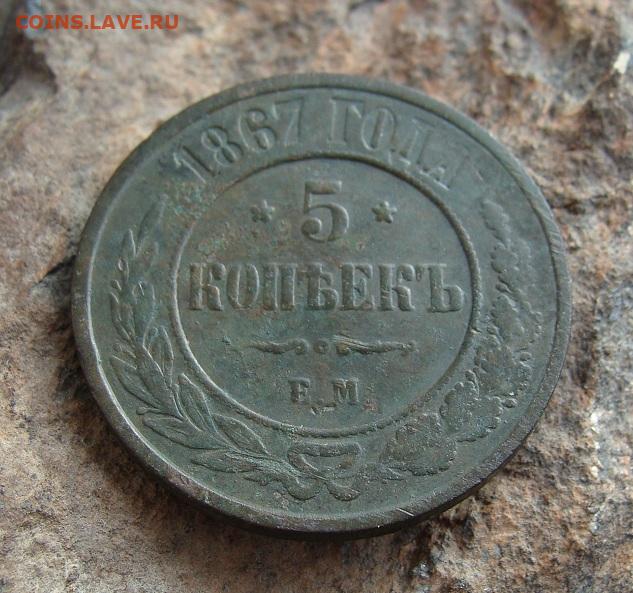 COINS.LAVE.RU
1867 ГОДА
* 5 *
КОПѢЕКЪ
Е.М.